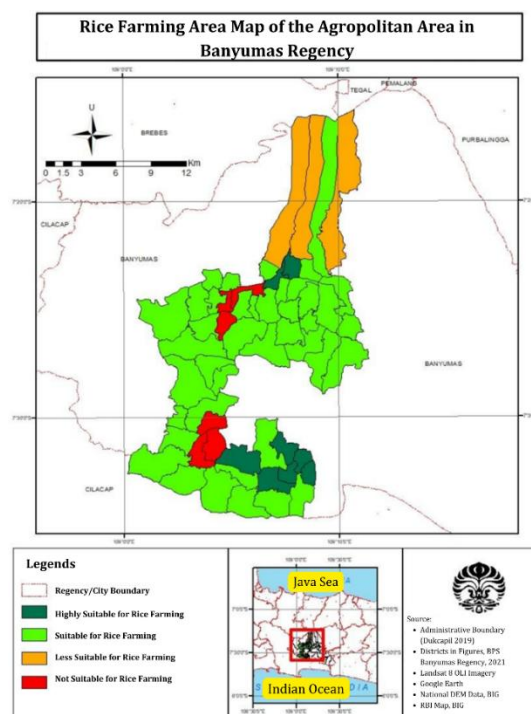 Rice Farming Area Map of the Agropolitan Area in
Banyumas Regency
PEMALANG
TEGAL
U
BREBES
PURBALINGGA
Km
0 1.5 3 6 9 12
CILACAP
BANYUMAS
BANYUMAS
CILACAP
Legends
Regency/City Boundary
Highly Suitable for Rice Farming
Suitable for Rice Farming
Less Suitable for Rice Farming
Not Suitable for Rice Farming
Java Sea
Indian Ocean
Source:
• Administrative Boundary
(Dukcapil 2019)
• Districts in Figures, BPS
Banyumas Regency, 2021
• Landsat 8 OLI Imagery
• Google Earth
• National DEM Data, BIG
• RBI Map, BIG